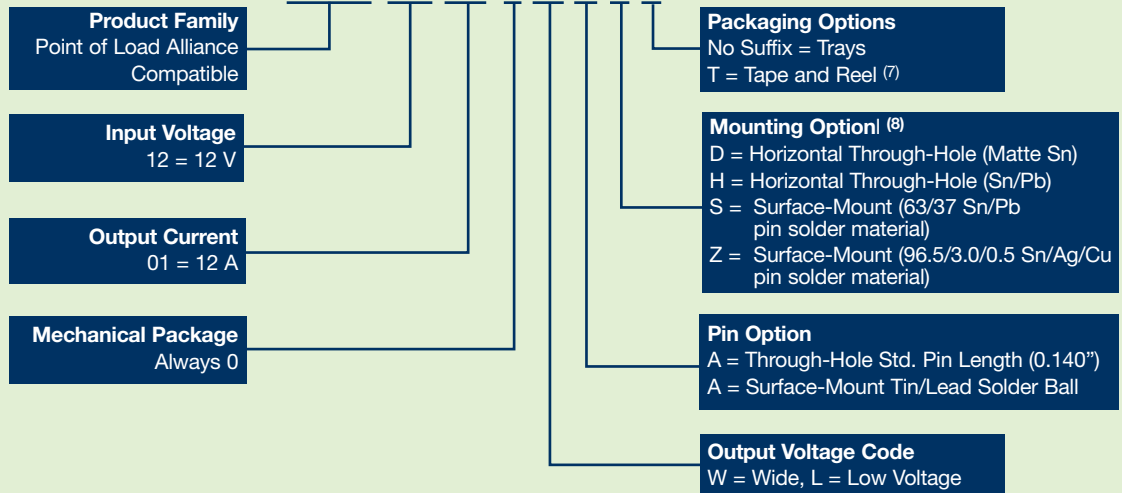 Product Family
Point of Load Alliance
Compatible
Input Voltage
12 = 12 V
Output Current
01 = 12 A
Mechanical Package
Always 0
Packaging Options
No Suffix = Trays
T = Tape and Reel (7)
Mounting Optionl (8)
D = Horizontal Through-Hole (Matte Sn)
H = Horizontal Through-Hole (Sn/Pb)
S = Surface-Mount (63/37 Sn/Pb
pin solder material)
Z = Surface-Mount (96.5/3.0/0.5 Sn/Ag/Cu
pin solder material)
Pin Option
A = Through-Hole Std. Pin Length (0.140”)
A = Surface-Mount Tin/Lead Solder Ball
Output Voltage Code
W = Wide, L = Low Voltage